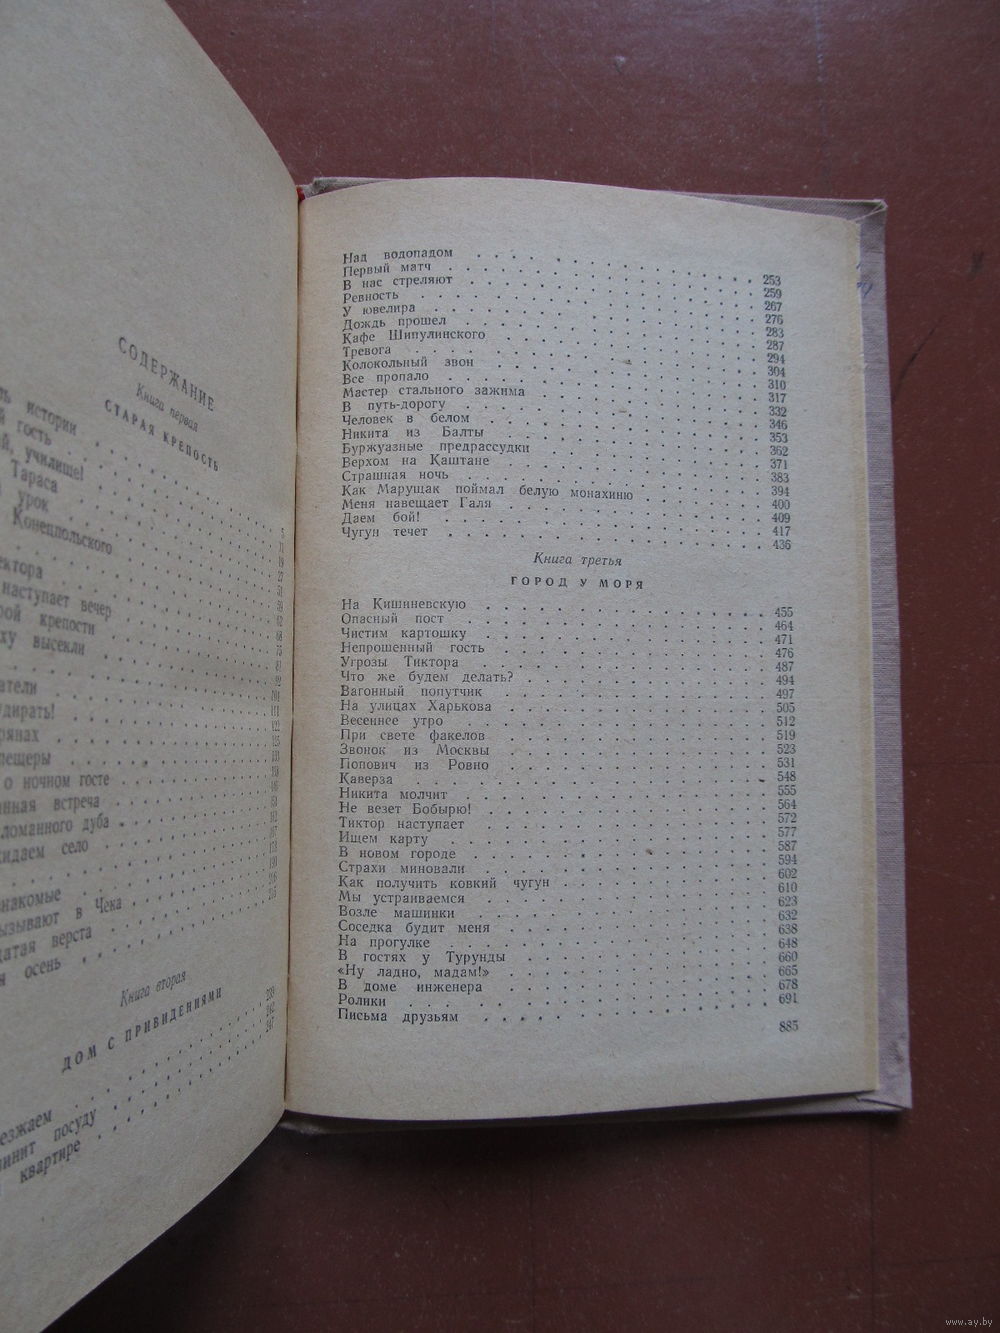 СОДЕРЖАНИЕ
Книга первая
СТАРАЯ КРЕПОСТЬ
истории
гость
училище!
Тараса
урок
Конецпольского
наступает вечер
крепости
высекли
пещеры
о ночном госте
встреча
дуба
село
в Чека
верста
осень
Книга вторая
ДОМ С ПРИВИДЕНИЯМИ
239
242
посуду 247
квартире
Над водопадом 253
Первый матч 259
В нас стреляют 267
Ревность 276
У ювелира 283
Дождь прошел 287
Кафе Шипулинского 294
Тревога 304
Колокольный звон 310
Все пропало 317
Мастер стального зажима 332
В путь-дорогу 346
Человек в белом 353
Никита из Балты 362
Буржуазные предрассудки 371
Верхом на Каштане 383
Страшная ночь 394
Как Марущак поймал белую монахиню 400
Меня навещает Галя 409
Даем бой! 417
Чугун течет 436
Книга третья
ГОРОД У МОРЯ
На Кишиневскую 455
Опасный пост 464
Чистим картошку 471
Непрошенный гость 476
Угрозы Тиктора 487
Что же будем делать? 494
Вагонный попутчик 497
На улицах Харькова 505
Весеннее утро 512
При свете факелов 519
Звонок из Москвы 523
Попович из Ровно 531
Каверза 548
Никита молчит 555
Не везет Бобырю! 564
Тиктор наступает 572
Ищем карту 577
В новом городе 587
Страхи миновали 594
Как получить ковкий чугун 602
Мы устраиваемся 610
Возле машинки 623
Соседка будит меня 632
На прогулке 638
В гостях у Турунды 648
«Ну ладно, мадам!» 660
В доме инженера 665
Ролики 678
Письма друзьям 691
885
www.ay.by